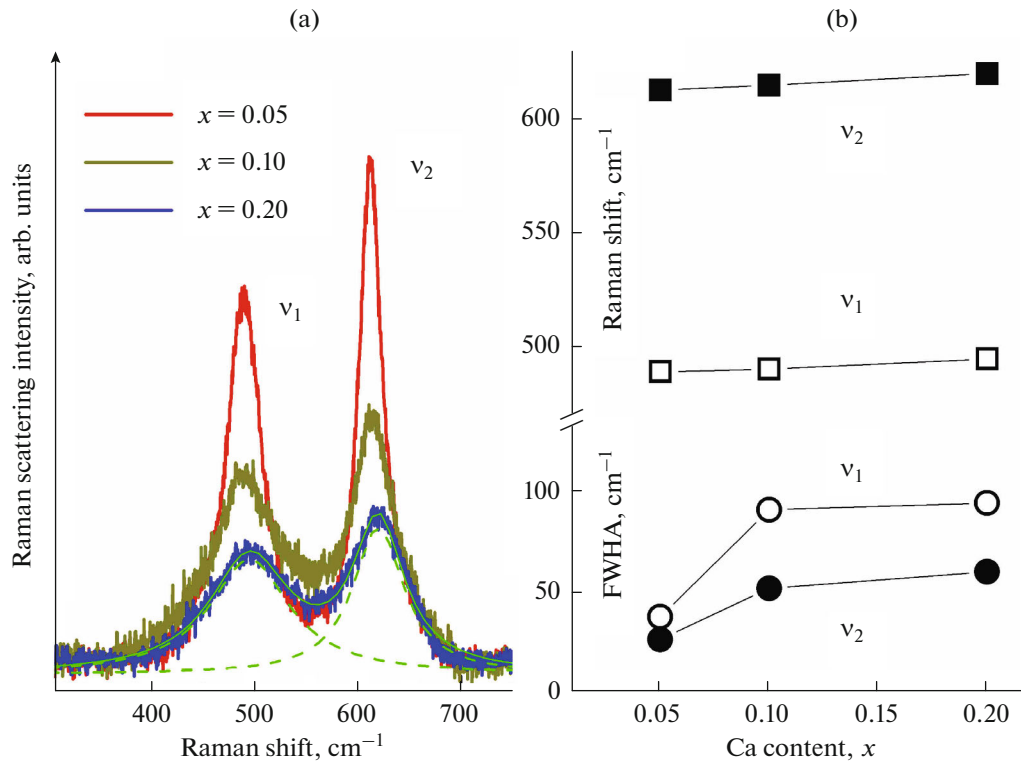 (a)
Raman scattering intensity, arb. units
x = 0.05
x = 0.10
x = 0.20
ν1
ν2
400
500
600
700
Raman shift, cm−1
(b)
Raman shift, cm−1
600
550
500
ν2
ν1
FWHA, cm−1
100
50
0
ν1
ν2
0.05
0.10
0.15
0.20
Ca content, x